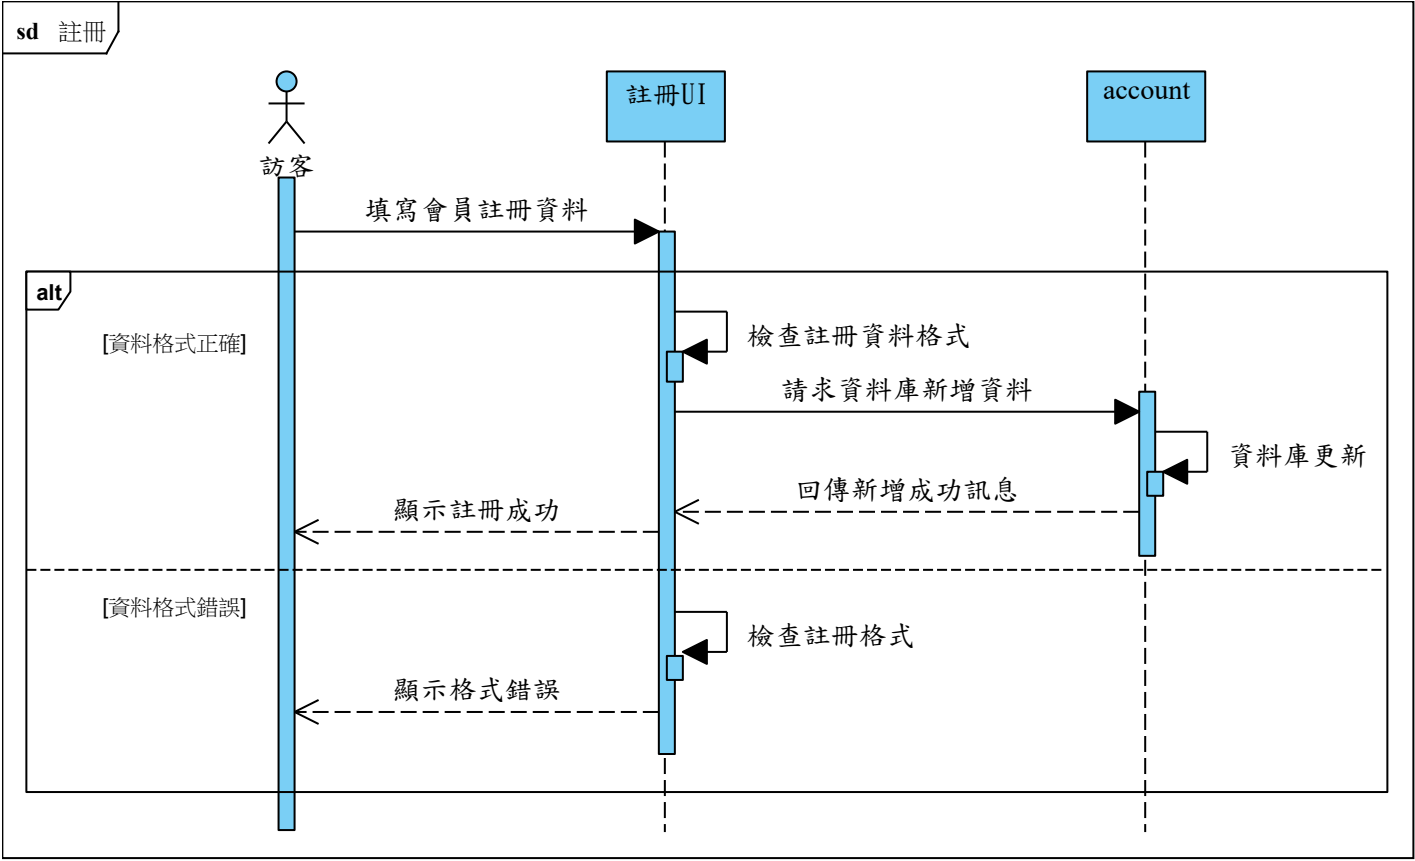 sd 註冊
訪客
註冊UI
account
填寫會員註冊資料
alt
[資料格式正確]
檢查註冊資料格式
請求資料庫新增資料
資料庫更新
回傳新增成功訊息
顯示註冊成功
[資料格式錯誤]
檢查註冊格式
顯示格式錯誤